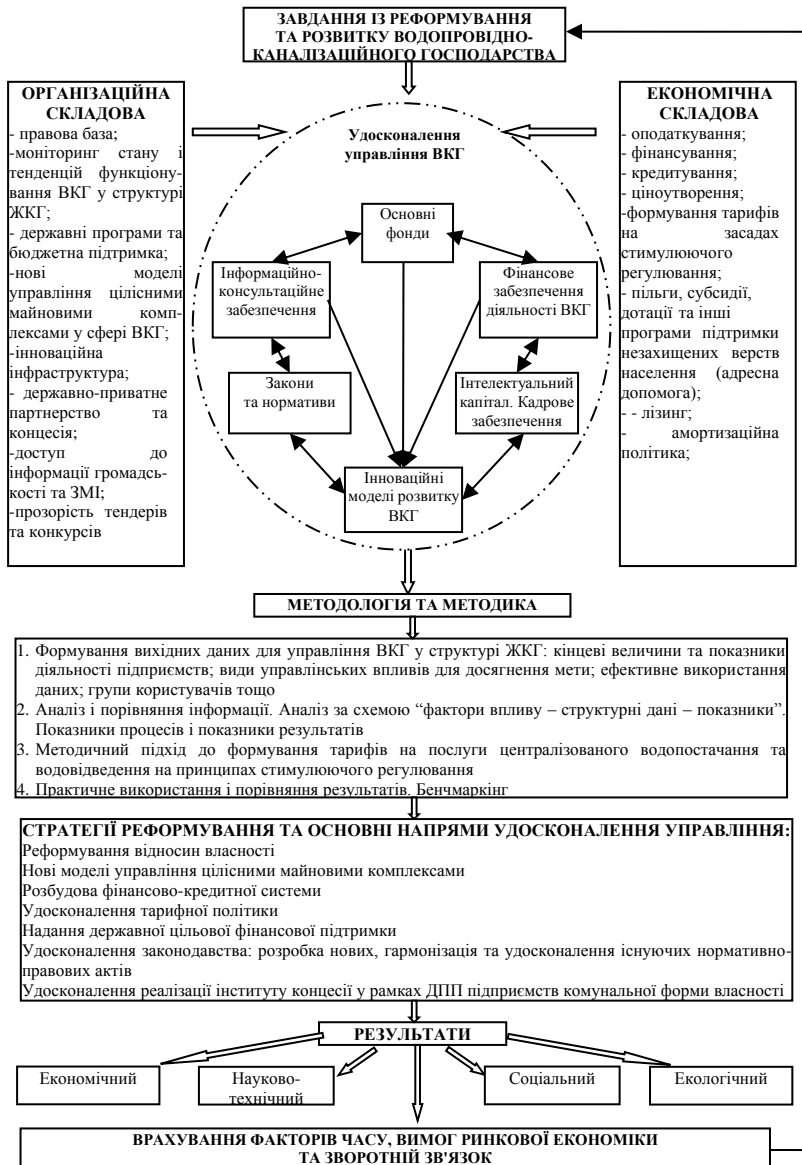 ЗАВДАННЯ ІЗ РЕФОРМУВАННЯ
ТА РОЗВИТКУ ВОДОПРОВІДНО-
КАНАЛІЗАЦІЙНОГО ГОСПОДАРСТВА
ОРГАНІЗАЦІЙНА
СКЛАДОВА
- правова база;
-моніторинг стану і
тенденцій функціону-
вання ВКГ у структурі
ЖКГ;
- державні програми та
бюджетна підтримка;
-нові моделі
управління цілісними
майновими комп-
лексами у сфері ВКГ;
-інноваційна
інфраструктура;
- державно-приватне
партнерство та
концесія;
-доступ до
інформації громадсь-
кості та ЗМІ;
-прозорість тендерів
та конкурсів
Удосконалення
управління ВКГ
Основні
фонди
Інформаційно-
консультаційне
забезпечення
Фінансове
забезпечення
діяльності ВКГ
Закони
та нормативи
Інтелектуальний
капітал. Кадрове
забезпечення
Інноваційні
моделі розвитку
ВКГ
ЕКОНОМІЧНА
СКЛАДОВА
- оподаткування;
- фінансування;
- кредитування;
- ціноутворення;
-формування тарифів
на засадах
стимулюючого
регулювання;
- пільги, субсидії,
дотації та інші
програми підтримки
незахищених верств
населення (адресна
допомога);
- - лізинг;
- амортизаційна
політика;
МЕТОДОЛОГІЯ ТА МЕТОДИКА
1. Формування вихідних даних для управління ВКГ у структурі ЖКГ: кінцеві величини та показники
діяльності підприємств; види управлінських впливів для досягнення мети; ефективне використання
даних; групи користувачів тощо
2. Аналіз і порівняння інформації. Аналіз за схемою “фактори впливу – структурні дані – показники”.
Показники процесів і показники результатів
3. Методичний підхід до формування тарифів на послуги централізованого водопостачання та
водовідведення на принципах стимулюючого регулювання
4. Практичне використання і порівняння результатів. Бенчмаркінг
СТРАТЕГІЇ РЕФОРМУВАННЯ ТА ОСНОВНІ НАПРЯМИ УДОСКОНАЛЕННЯ УПРАВЛІННЯ:
Реформування відносин власності
Нові моделі управління цілісними майновими комплексами
Розбудова фінансово-кредитної системи
Удосконалення тарифної політики
Надання державної цільової фінансової підтримки
Удосконалення законодавства: розробка нових, гармонізація та удосконалення існуючих нормативно-
правових актів
Удосконалення реалізації інституту концесії у рамках ДПП підприємств комунальної форми власності
РЕЗУЛЬТАТИ
Економічний
Науково-
технічний
Соціальний
Екологічний
ВРАХУВАННЯ ФАКТОРІВ ЧАСУ, ВИМОГ РИНКОВОЇ ЕКОНОМІКИ
ТА ЗВОРОТНІЙ ЗВ'ЯЗОК